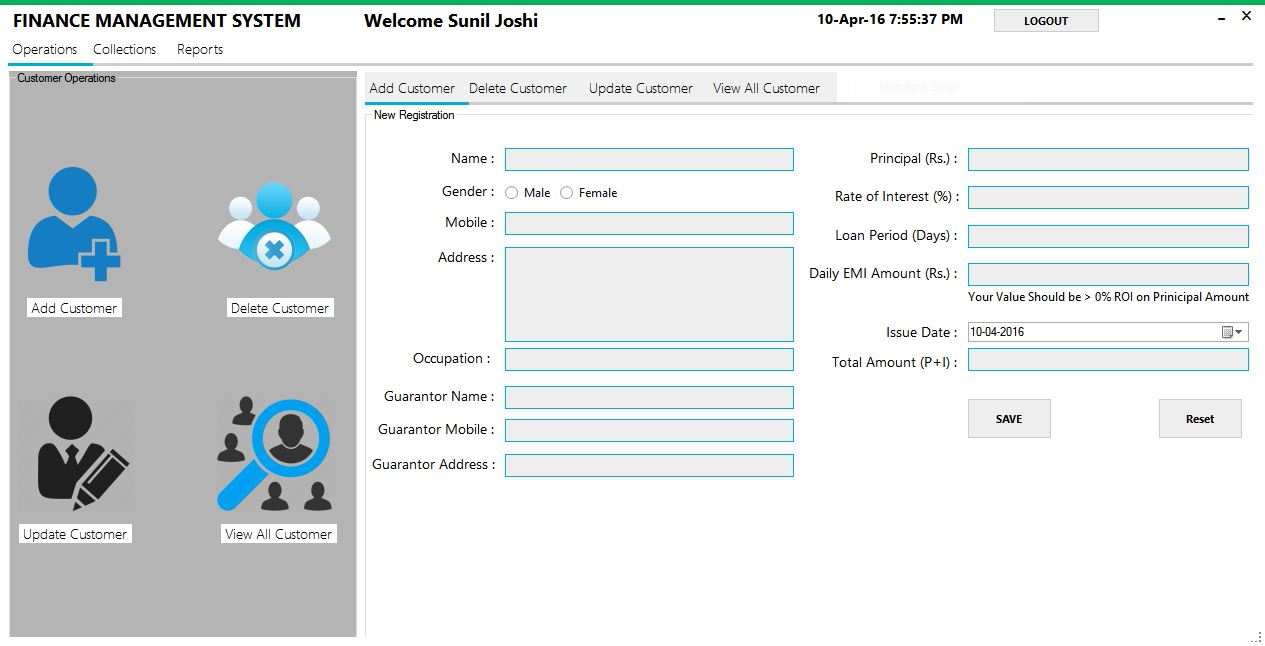 FINANCE MANAGEMENT SYSTEM Welcome Sunil Joshi 10-Apr-16 7:55:37 PM LOGOUT
Operations Collections Reports
Customer Operations
Add Customer
Delete Customer
Update Customer
View All Customer
Add Customer Delete Customer Update Customer View All Customer
New Registration
Name :
Gender : Male Female
Mobile :
Address :
Occupation :
Guarantor Name :
Guarantor Mobile :
Guarantor Address :
Principal (Rs.) :
Rate of Interest (%) :
Loan Period (Days) :
Daily EMI Amount (Rs.) :
Your Value Should be > 0% ROI on Prinicipal Amount
Issue Date : 10-04-2016
Total Amount (P+I) :
SAVE Reset